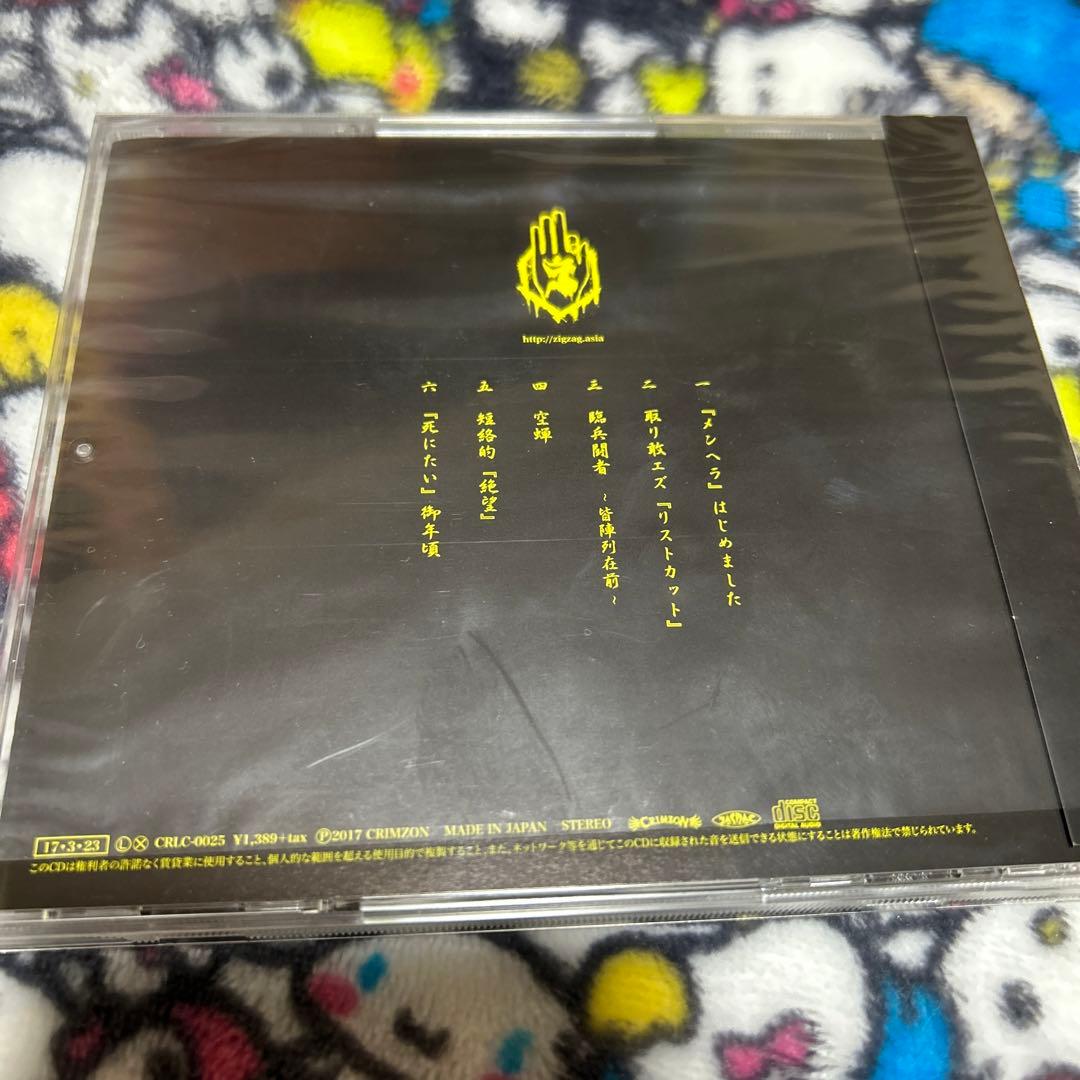 http://zigzag.asia
一 『メンヘラ』はじめました
二 取り敢エズ『リストカット』
三 臨兵闘者 ~皆陣列在前~
四 空蝉
五 短絡的『絶望』
六 『死にたい』御年頃
17・3・23 Ⓛ Ⓧ CRLC-0025 ¥1,389+tax Ⓟ2017 CRIMZON MADE IN JAPAN STEREO CRIMZON JASRAC COMPACT disc DIGITAL AUDIO
このCDは権利者の許諾なく賃貸業に使用すること、個人的な範囲を超える使用目的で複製すること、また、ネットワーク等を通じてこのCDに収録された音を送信できる状態にすることは著作権法で禁じられています。